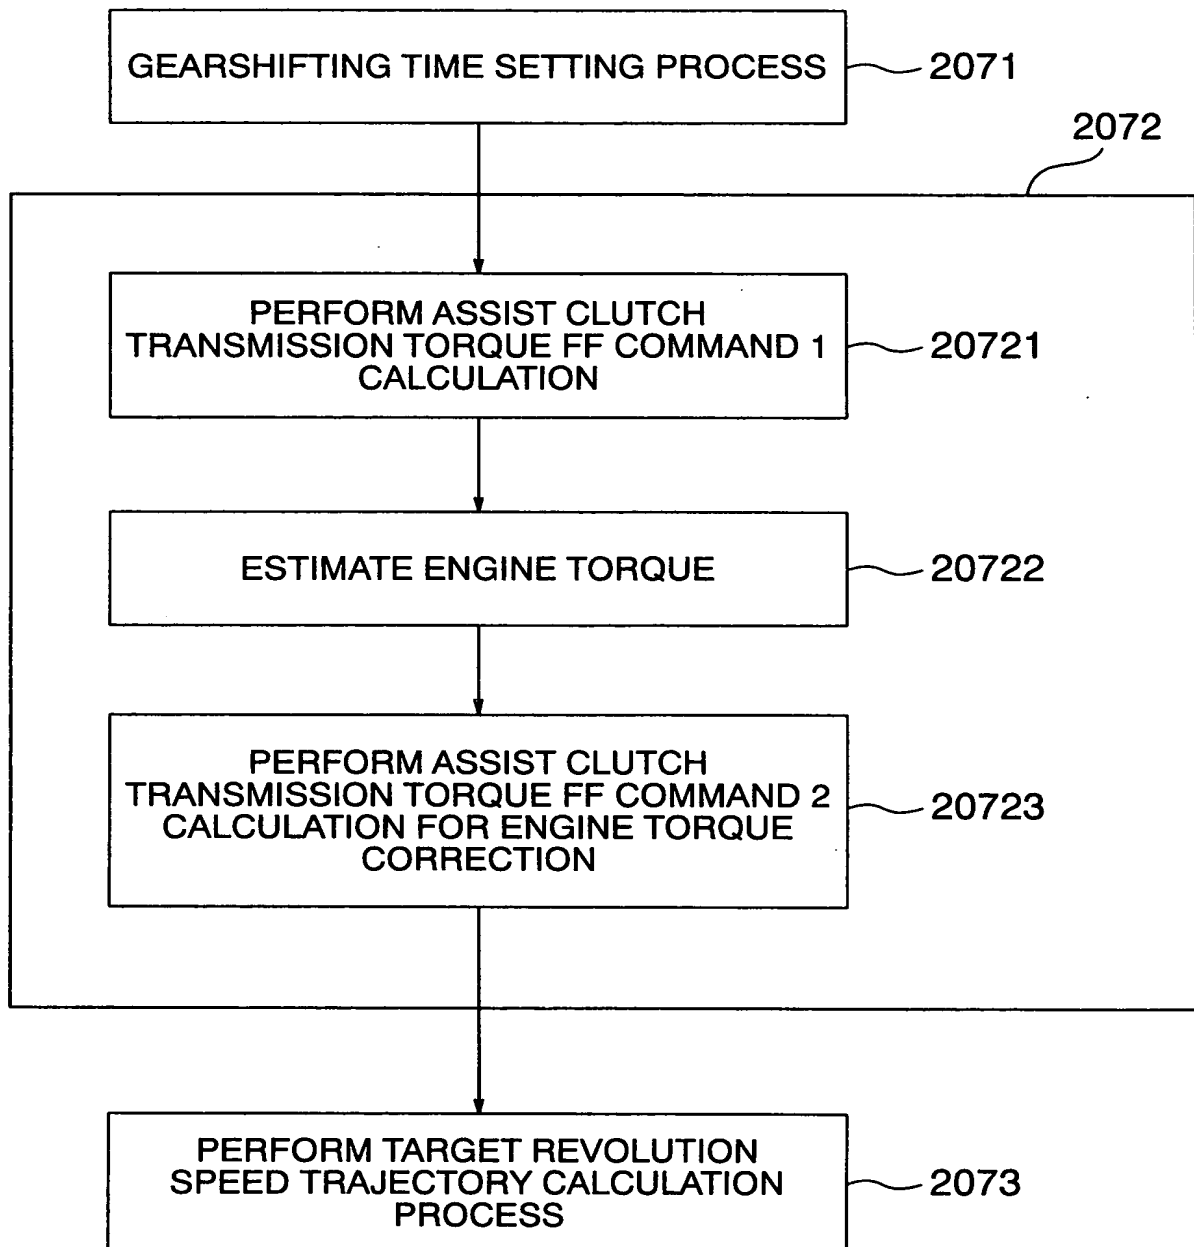 GEARSHIFTING TIME SETTING PROCESS
2071
2072
PERFORM ASSIST CLUTCH
TRANSMISSION TORQUE FF COMMAND 1
CALCULATION
20721
ESTIMATE ENGINE TORQUE
20722
PERFORM ASSIST CLUTCH
TRANSMISSION TORQUE FF COMMAND 2
CALCULATION FOR ENGINE TORQUE
CORRECTION
20723
PERFORM TARGET REVOLUTION
SPEED TRAJECTORY CALCULATION
PROCESS
2073